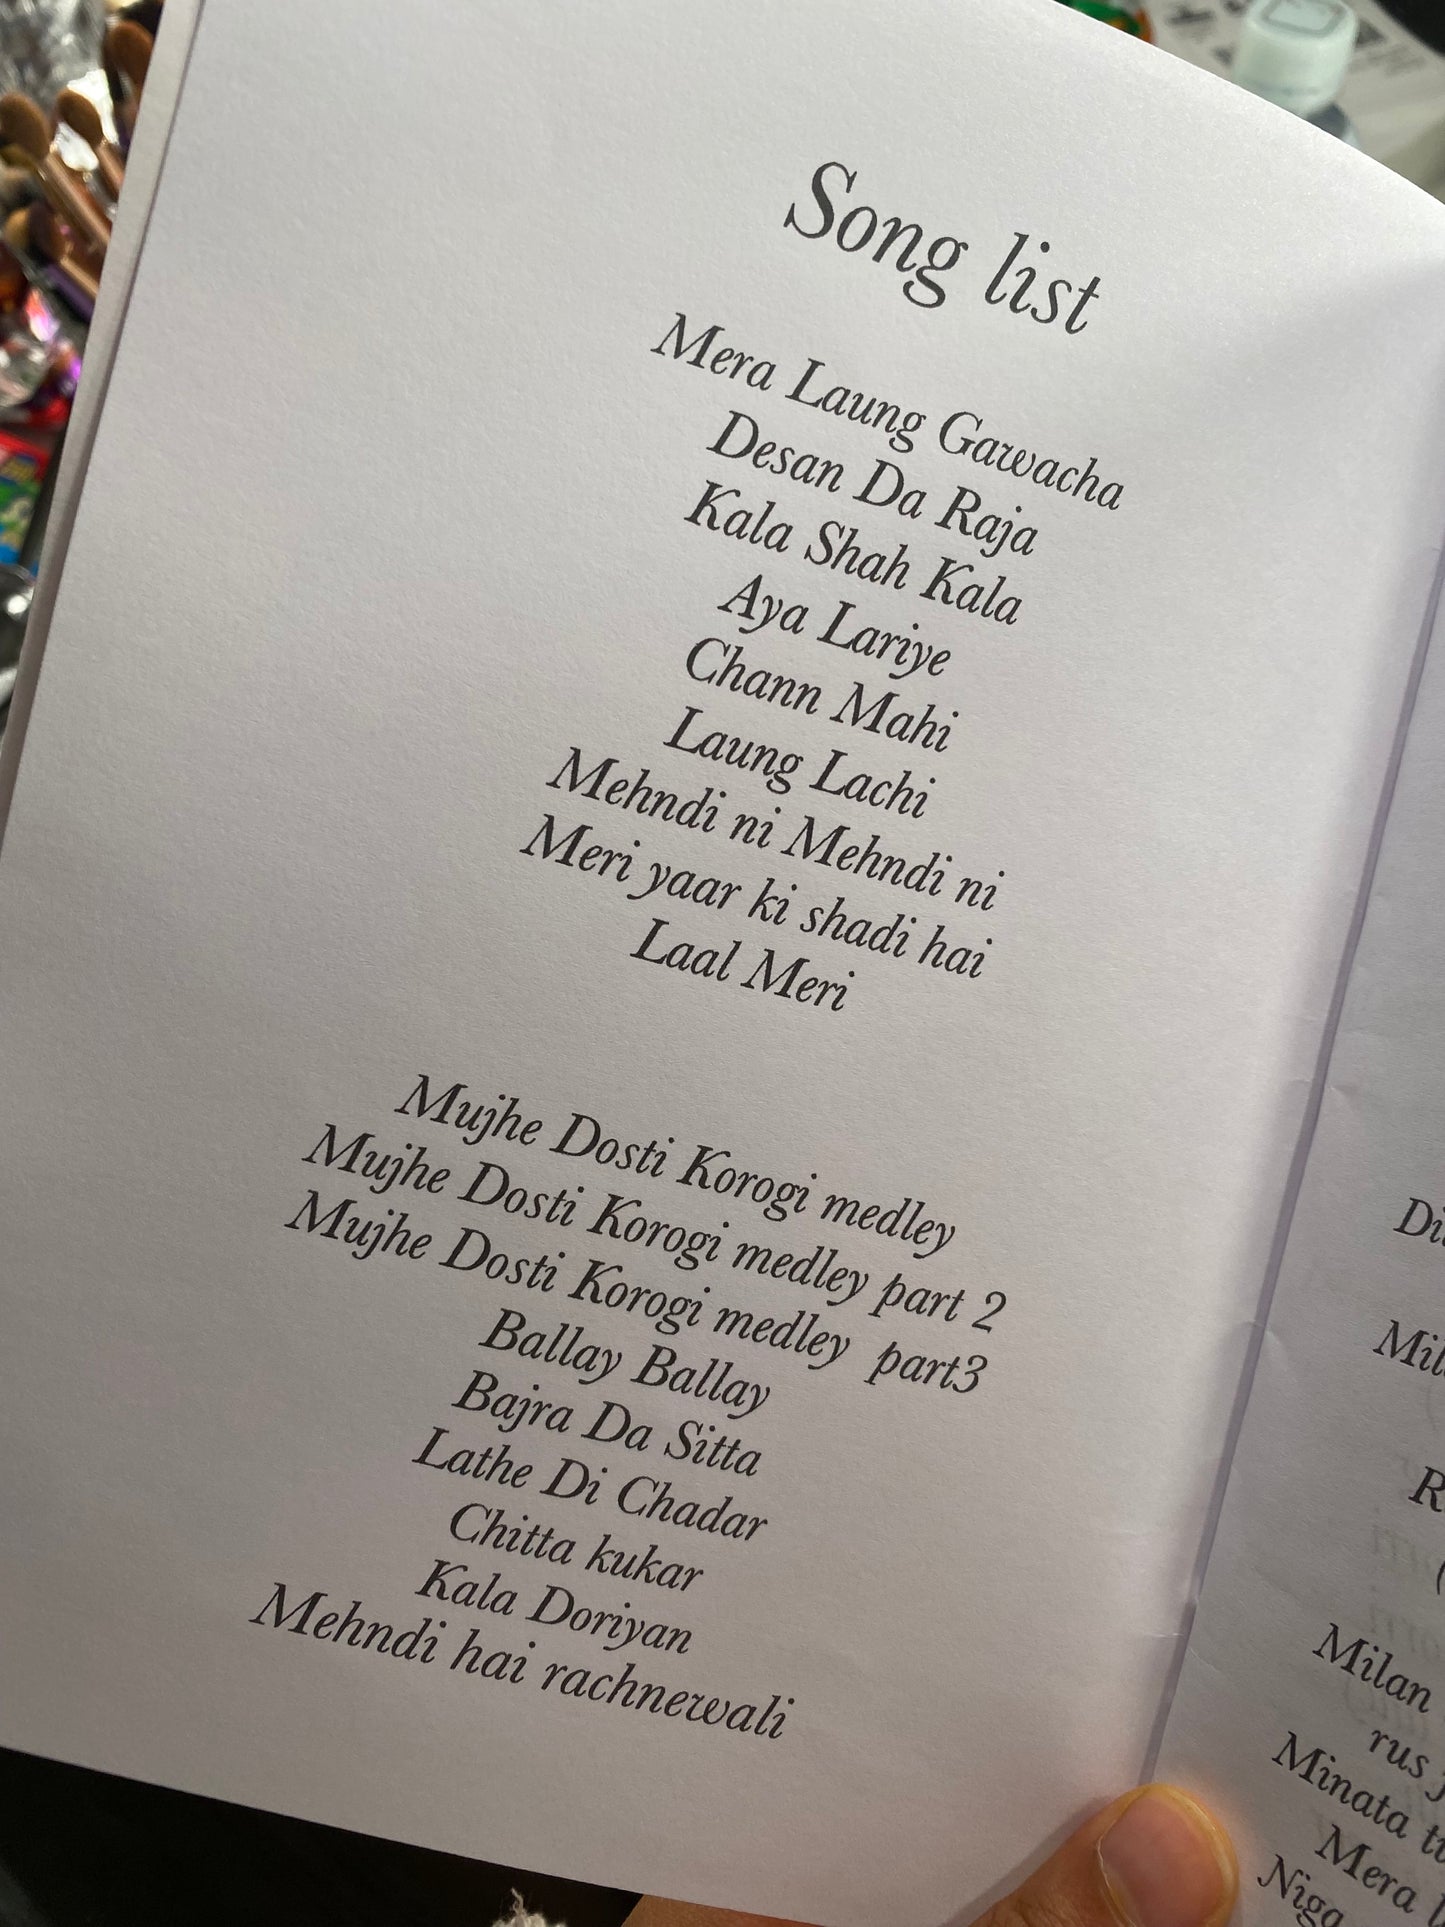 Song list
Mera Laung Gawacha
Desan Da Raja
Kala Shah Kala
Aya Lariye
Chann Mahi
Laung Lachi
Mehndi ni Mehndi ni
Meri yaar ki shadi hai
Laal Meri
Mujhe Dosti Korogi medley
Mujhe Dosti Korogi medley part 2
Mujhe Dosti Korogi medley part3
Ballay Ballay
Bajra Da Sitta
Lathe Di Chadar
Chitta kukar
Kala Doriyan
Mehndi hai rachnewali
Milan
rus
Minata
Mera